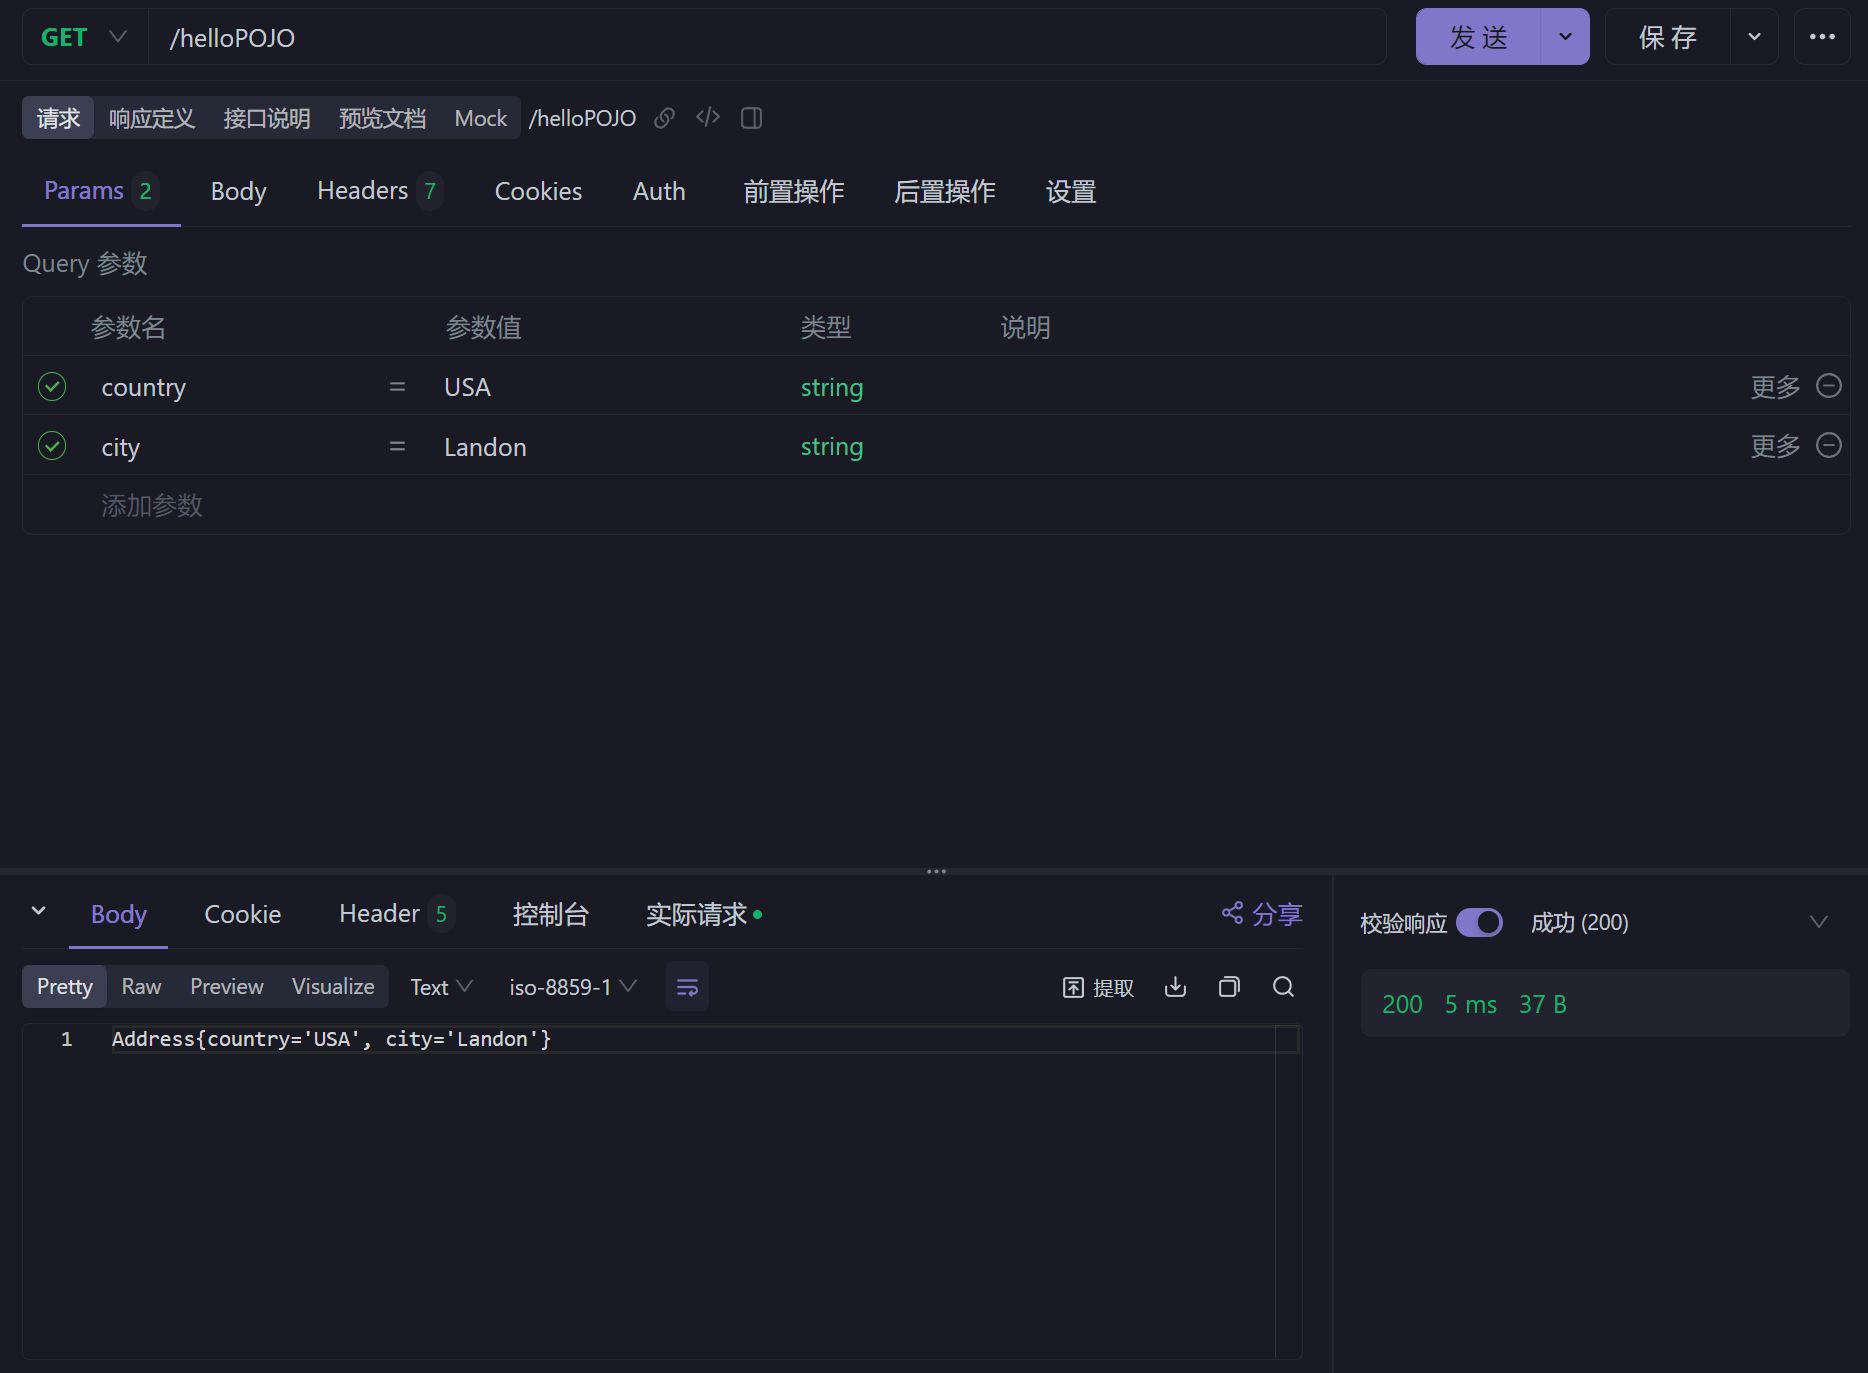 GET /helloPOJO 发 送 保 存
请求 响应定义 接口说明 预览文档 Mock /helloPOJO
Params 2 Body Headers 7 Cookies Auth 前置操作 后置操作 设置
Query 参数
参数名 参数值 类型 说明
country = USA string 更多
city = Landon string 更多
添加参数
Body Cookie Header 5 控制台 实际请求 分享
校验响应 成功 (200)
Pretty Raw Preview Visualize Text iso-8859-1 提取
200 5 ms 37 B
1 Address{country='USA', city='Landon'}